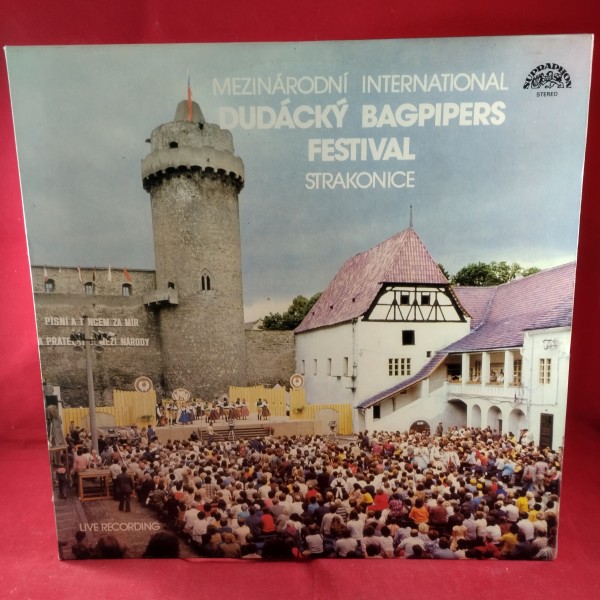 MEZINÁRODNÍ INTERNATIONAL
DUDÁCKÝ BAGPIPERS
FESTIVAL
STRAKONICE
SUPRAPHON
STEREO
PÍSNÍ A TANCEM ZA MÍR
A PŘÁTELSTVÍ MEZI NÁRODY
LIVE RECORDING